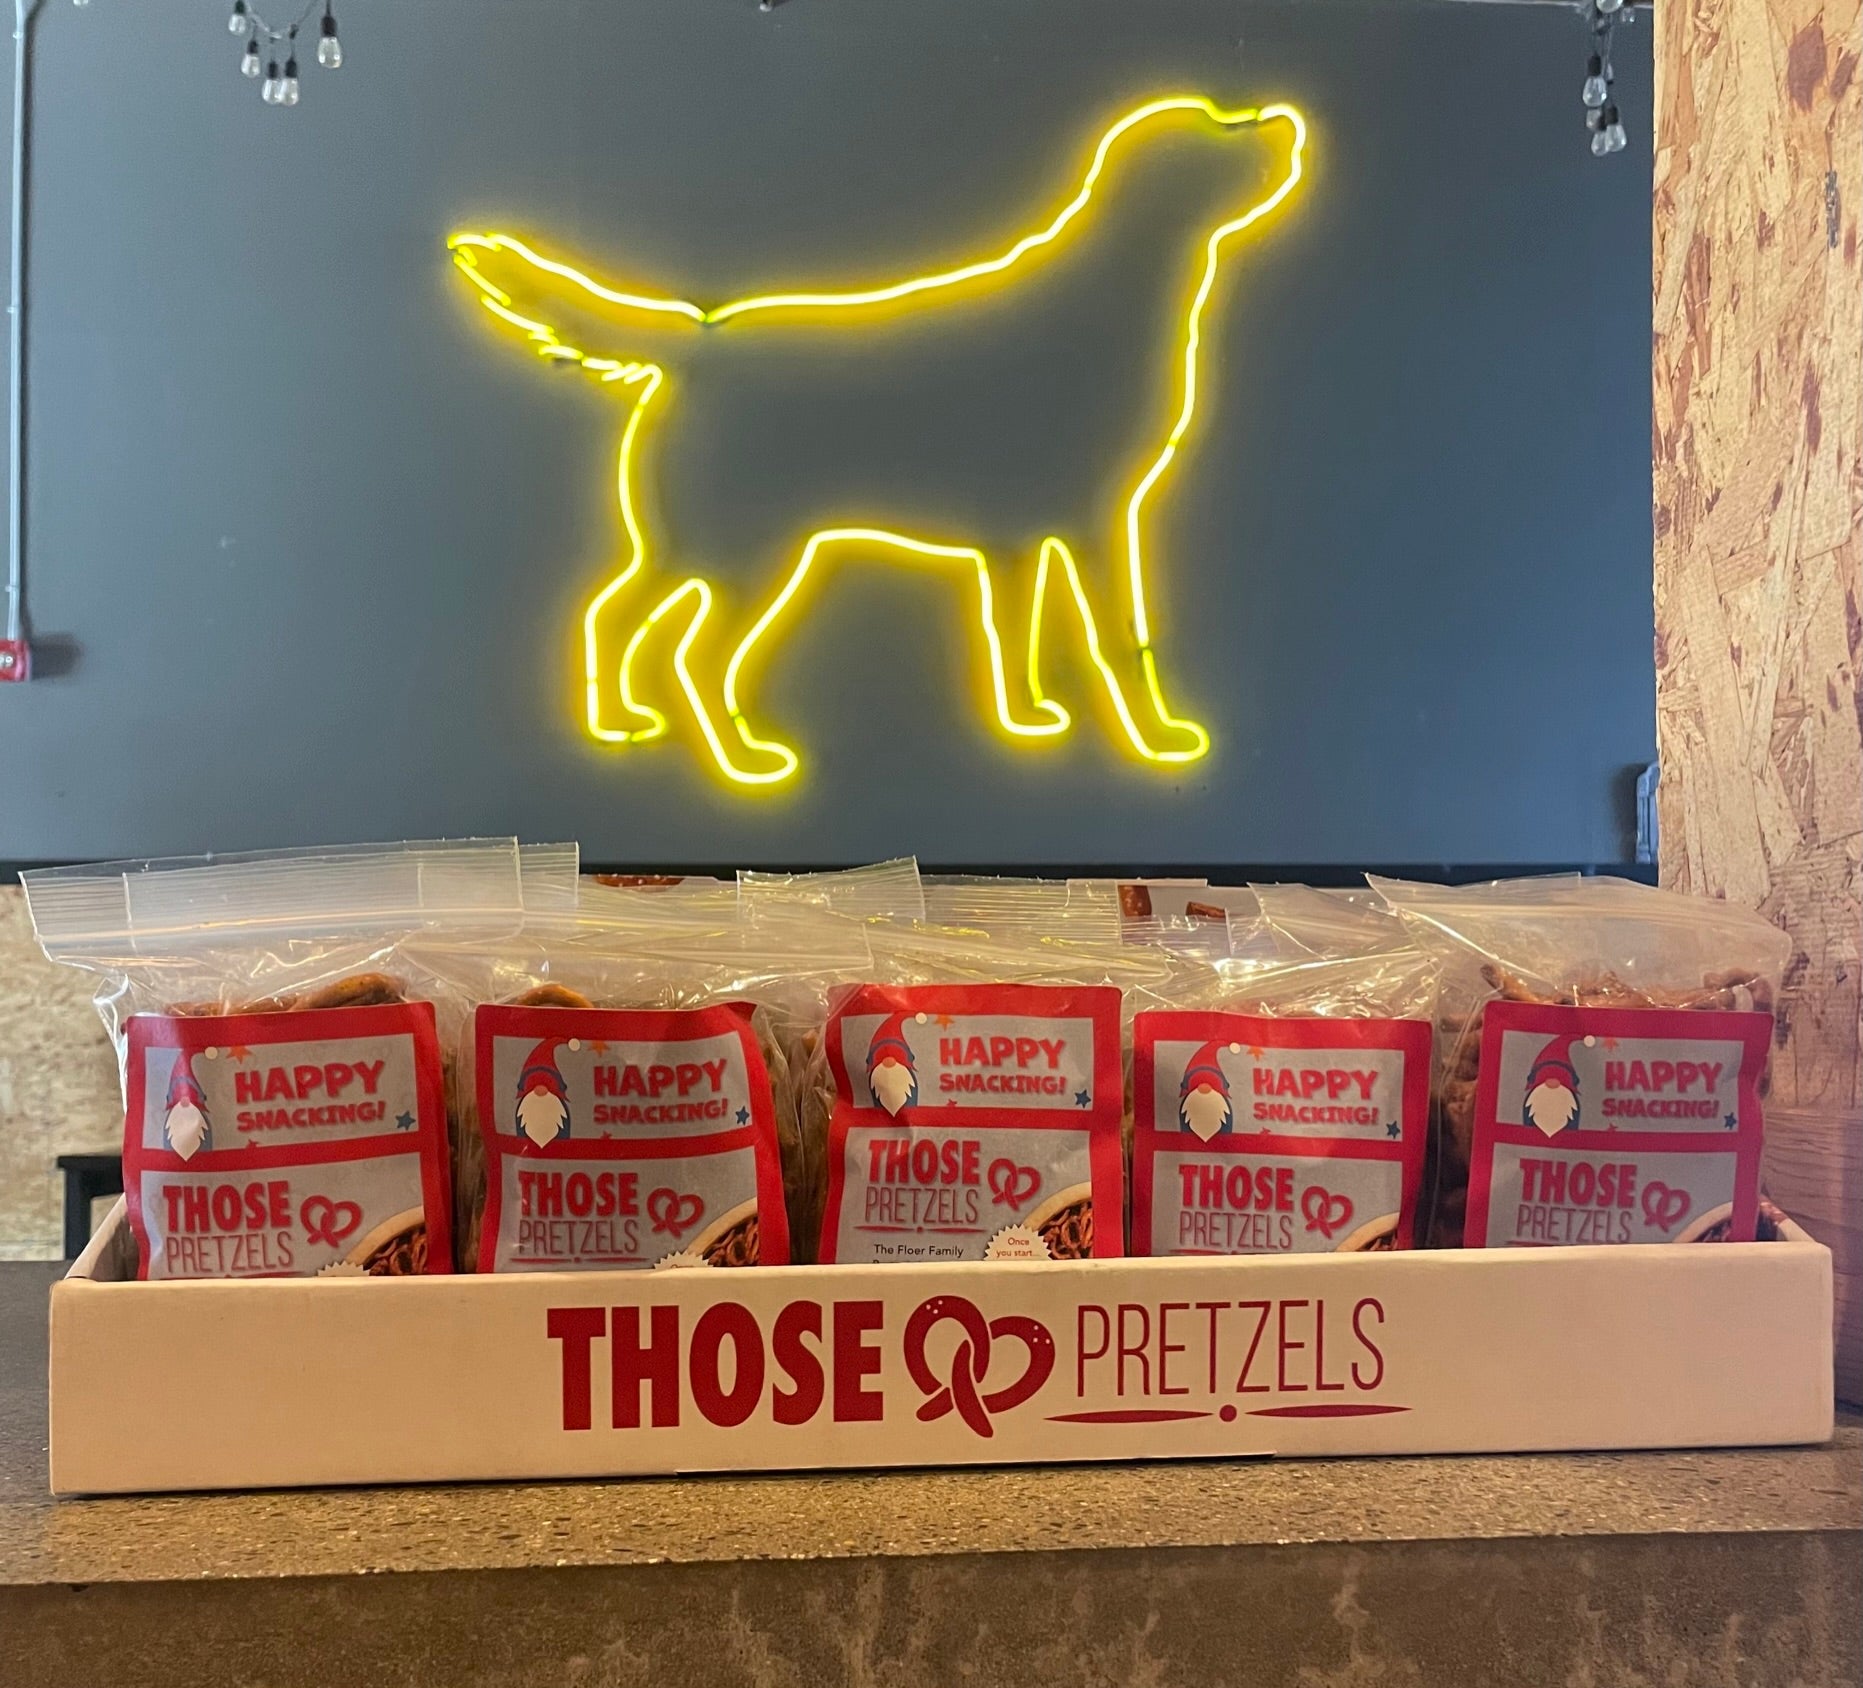 HAPPY
SNACKING!
THOSE
PRETZELS
HAPPY
SNACKING!
THOSE
PRETZELS
HAPPY
SNACKING!
THOSE
PRETZELS
The Floer Family
Once
you start...
HAPPY
SNACKING!
THOSE
PRETZELS
HAPPY
SNACKING!
THOSE
PRETZELS
THOSE PRETZELS